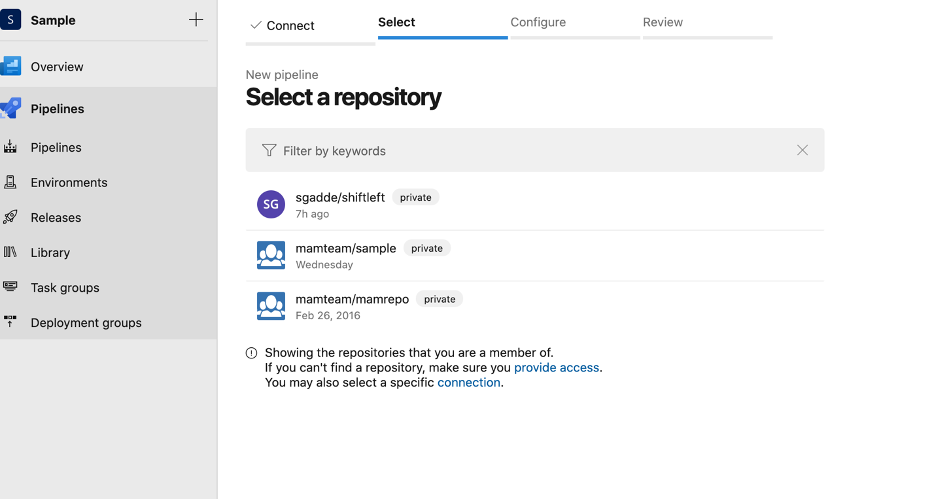 S Sample
Overview
Pipelines
Pipelines
Environments
Releases
Library
Task groups
Deployment groups
Connect Select Configure Review
New pipeline
Select a repository
Filter by keywords
SG sgadde/shiftleft private
7h ago
mamteam/sample private
Wednesday
mamteam/mamrepo private
Feb 26, 2016
Showing the repositories that you are a member of.
If you can't find a repository, make sure you provide access.
You may also select a specific connection.